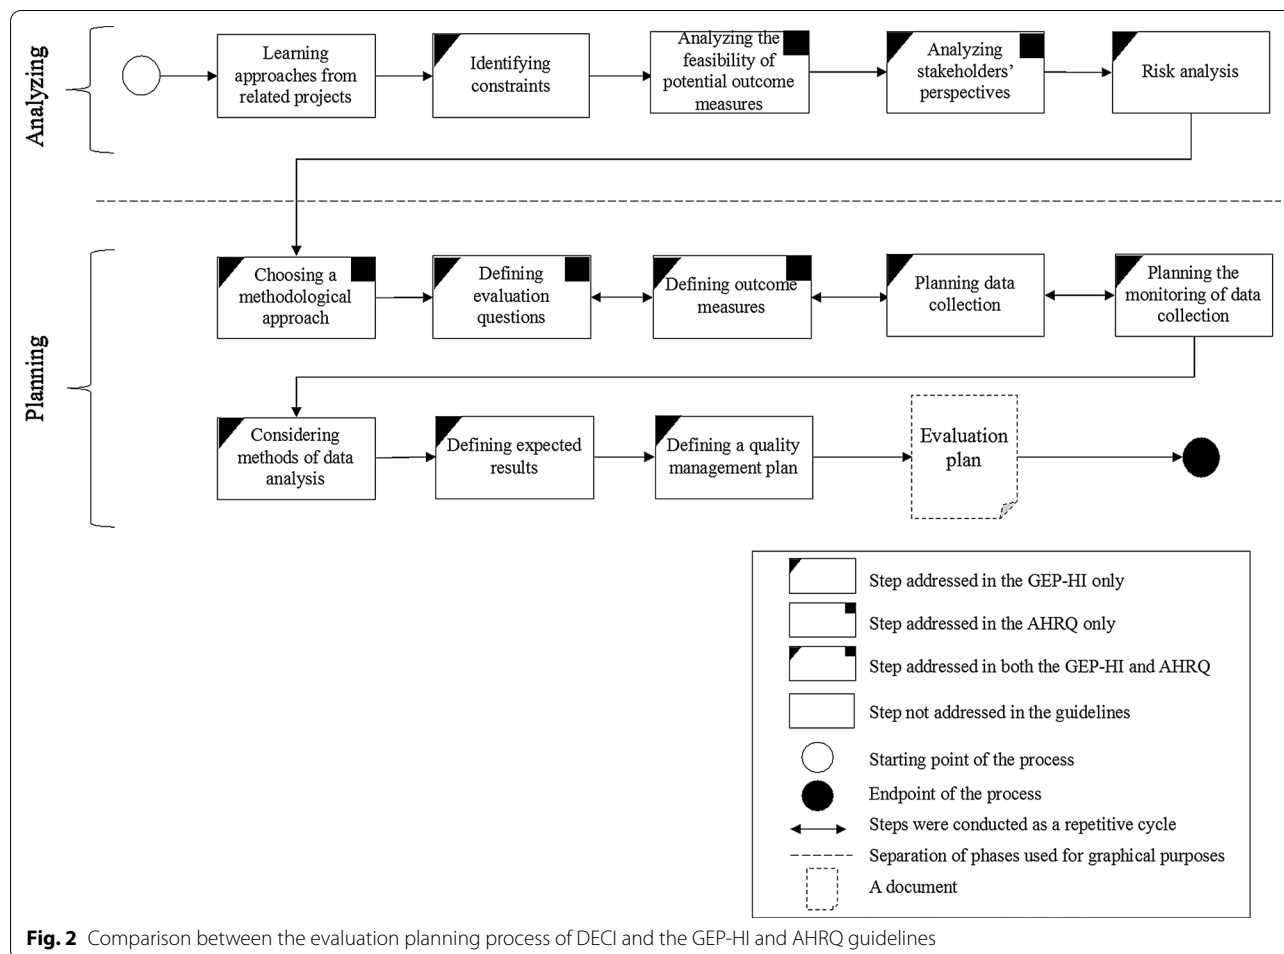 Analyzing
Learning
approaches from
related projects
Identifying
constraints
Analyzing the
feasibility of
potential outcome
measures
Analyzing
stakeholders'
perspectives
Risk analysis
Planning
Choosing a
methodological
approach
Defining
evaluation
questions
Defining outcome
measures
Planning data
collection
Planning the
monitoring of data
collection
Considering
methods of data
analysis
Defining expected
results
Defining a quality
management plan
Evaluation
plan
Step addressed in the GEP-HI only
Step addressed in the AHRQ only
Step addressed in both the GEP-HI and AHRQ
Step not addressed in the guidelines
Starting point of the process
Endpoint of the process
Steps were conducted as a repetitive cycle
Separation of phases used for graphical purposes
A document
Fig. 2 Comparison between the evaluation planning process of DECI and the GEP-HI and AHRQ guidelines